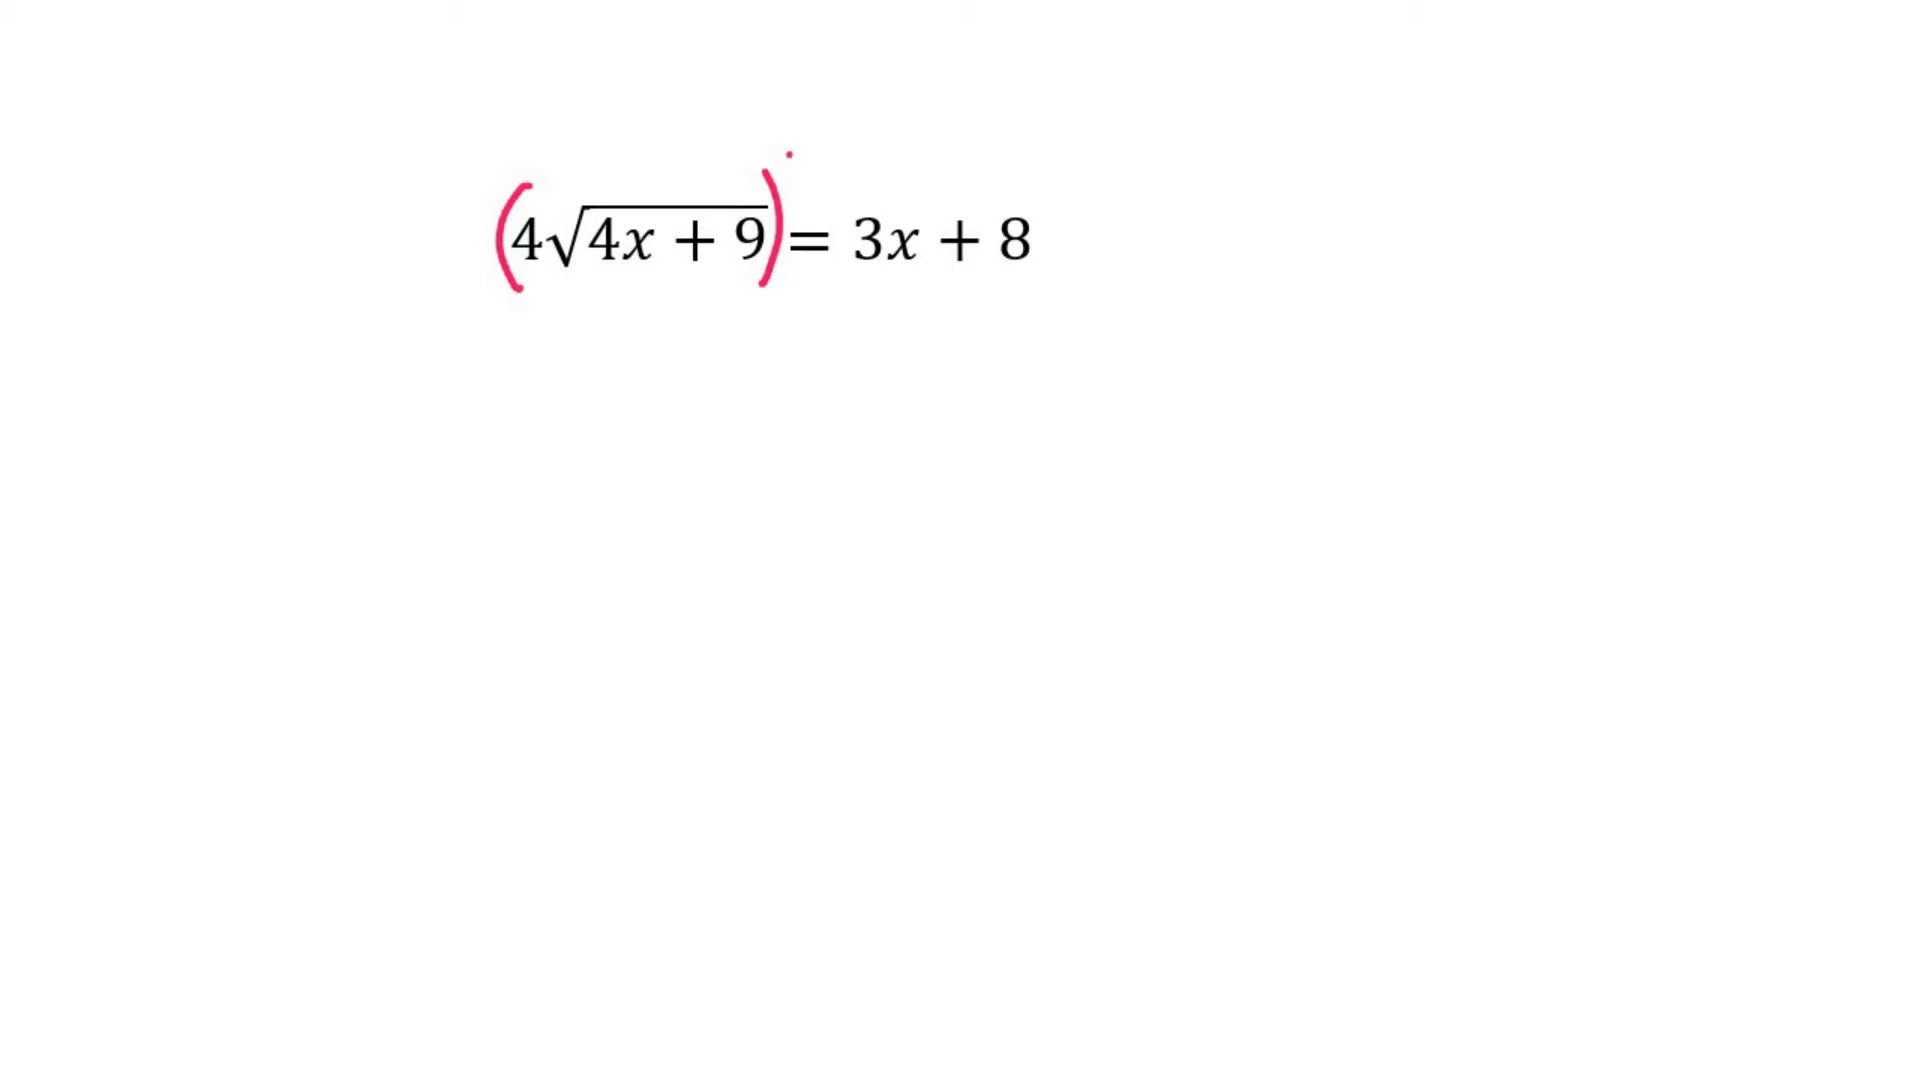 (4√4x + 9) = 3x + 8